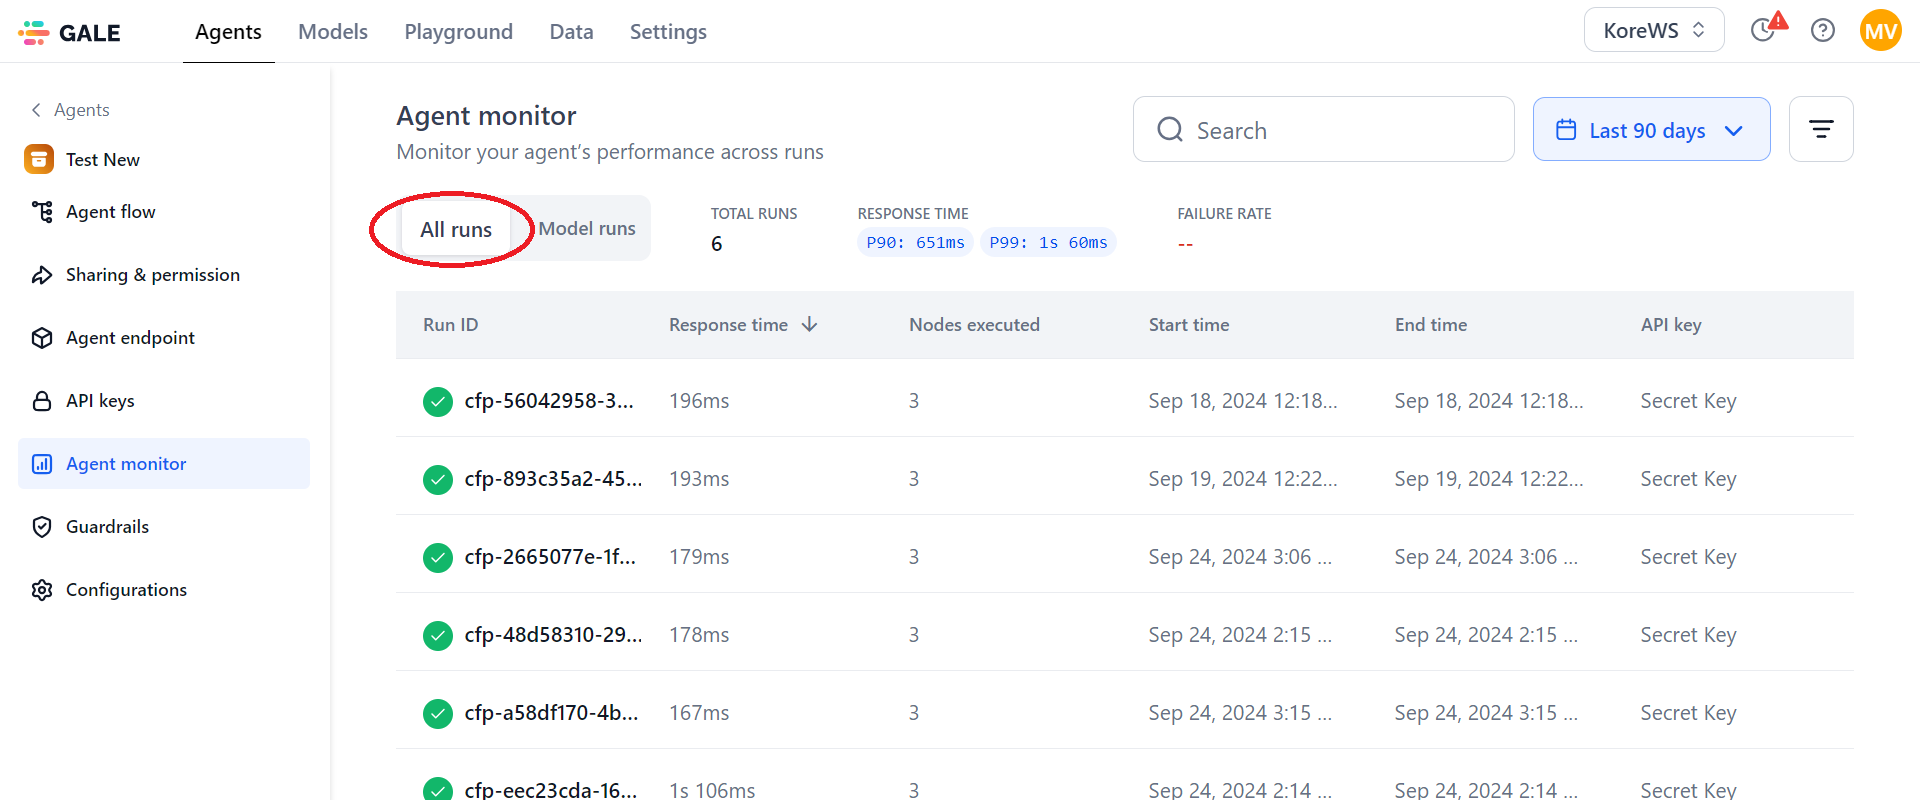 GALE
Agents Models Playground Data Settings
KoreWS
MV
Agents
Test New
Agent flow
Sharing & permission
Agent endpoint
API keys
Agent monitor
Guardrails
Configurations
Agent monitor
Monitor your agent’s performance across runs
Search
Last 90 days
All runs Model runs
TOTAL RUNS
6
RESPONSE TIME
P90: 651ms P99: 1s 60ms
FAILURE RATE
--
Run ID Response time Nodes executed Start time End time API key
cfp-56042958-3... 196ms 3 Sep 18, 2024 12:18... Sep 18, 2024 12:18... Secret Key
cfp-893c35a2-45... 193ms 3 Sep 19, 2024 12:22... Sep 19, 2024 12:22... Secret Key
cfp-2665077e-1f... 179ms 3 Sep 24, 2024 3:06 ... Sep 24, 2024 3:06 ... Secret Key
cfp-48d58310-29... 178ms 3 Sep 24, 2024 2:15 ... Sep 24, 2024 2:15 ... Secret Key
cfp-a58df170-4b... 167ms 3 Sep 24, 2024 3:15 ... Sep 24, 2024 3:15 ... Secret Key
cfp-eec23cda-16... 1s 106ms 3 Sep 24, 2024 2:14 ... Sep 24, 2024 2:14 ... Secret Key